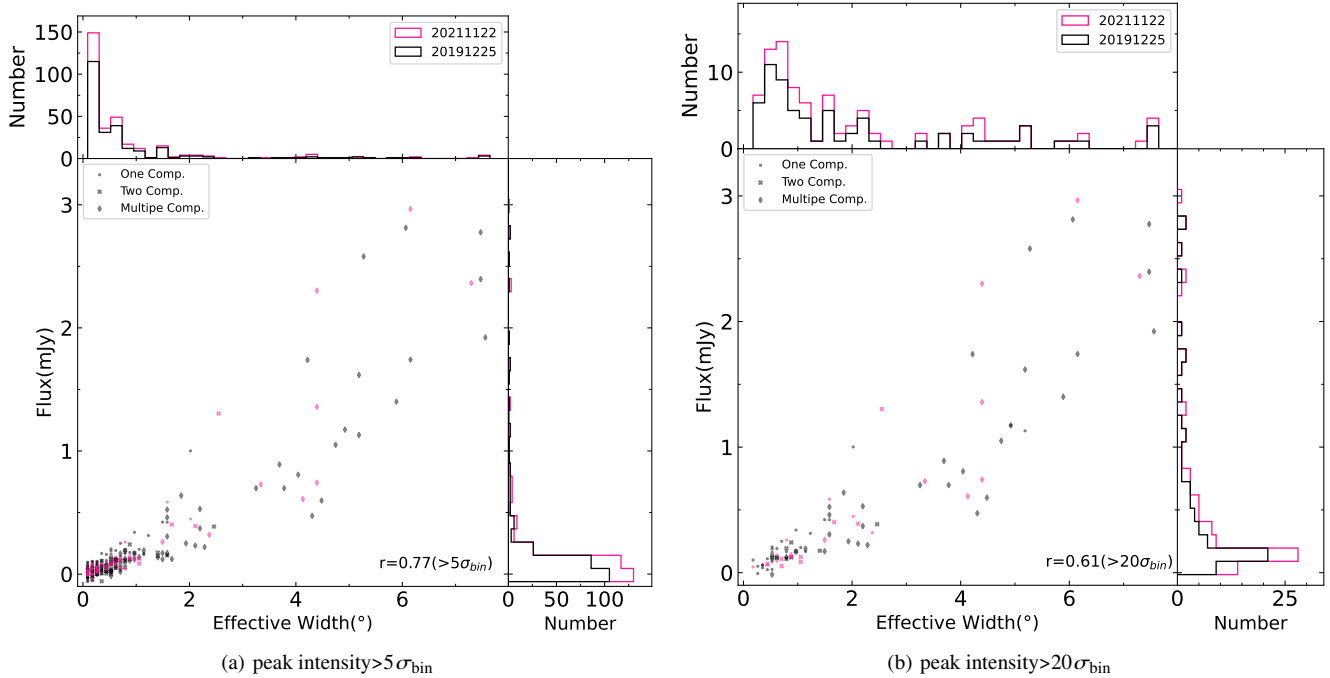 Number
150
100
50
0
20211122
20191225
One Comp.
Two Comp.
Multipe Comp.
Flux(mJy)
3
2
1
0
r=0.77(>5σbin)
0 2 4 6
0 50 100
Effective Width(°)
Number
(a) peak intensity>5σbin
Number
10
0
20211122
20191225
One Comp.
Two Comp.
Multipe Comp.
Flux(mJy)
3
2
1
0
r=0.61(>20σbin)
0 2 4 6
0 25
Effective Width(°)
Number
(b) peak intensity>20σbin